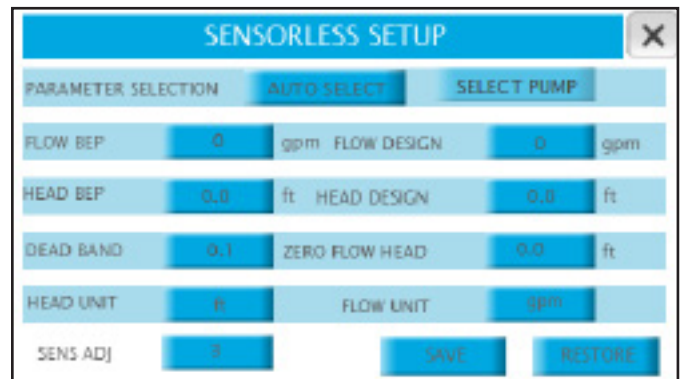 SENSORLESS SETUP X
PARAMETER SELECTION AUTO SELECT SELECT PUMP
FLOW BEP 0 gpm FLOW DESIGN 0 gpm
HEAD BEP 0.0 ft HEAD DESIGN 0.0 ft
DEAD BAND 0.1 ZERO FLOW HEAD 0.0 ft
HEAD UNIT ft FLOW UNIT gpm
SENS ADJ 3 SAVE RESTORE